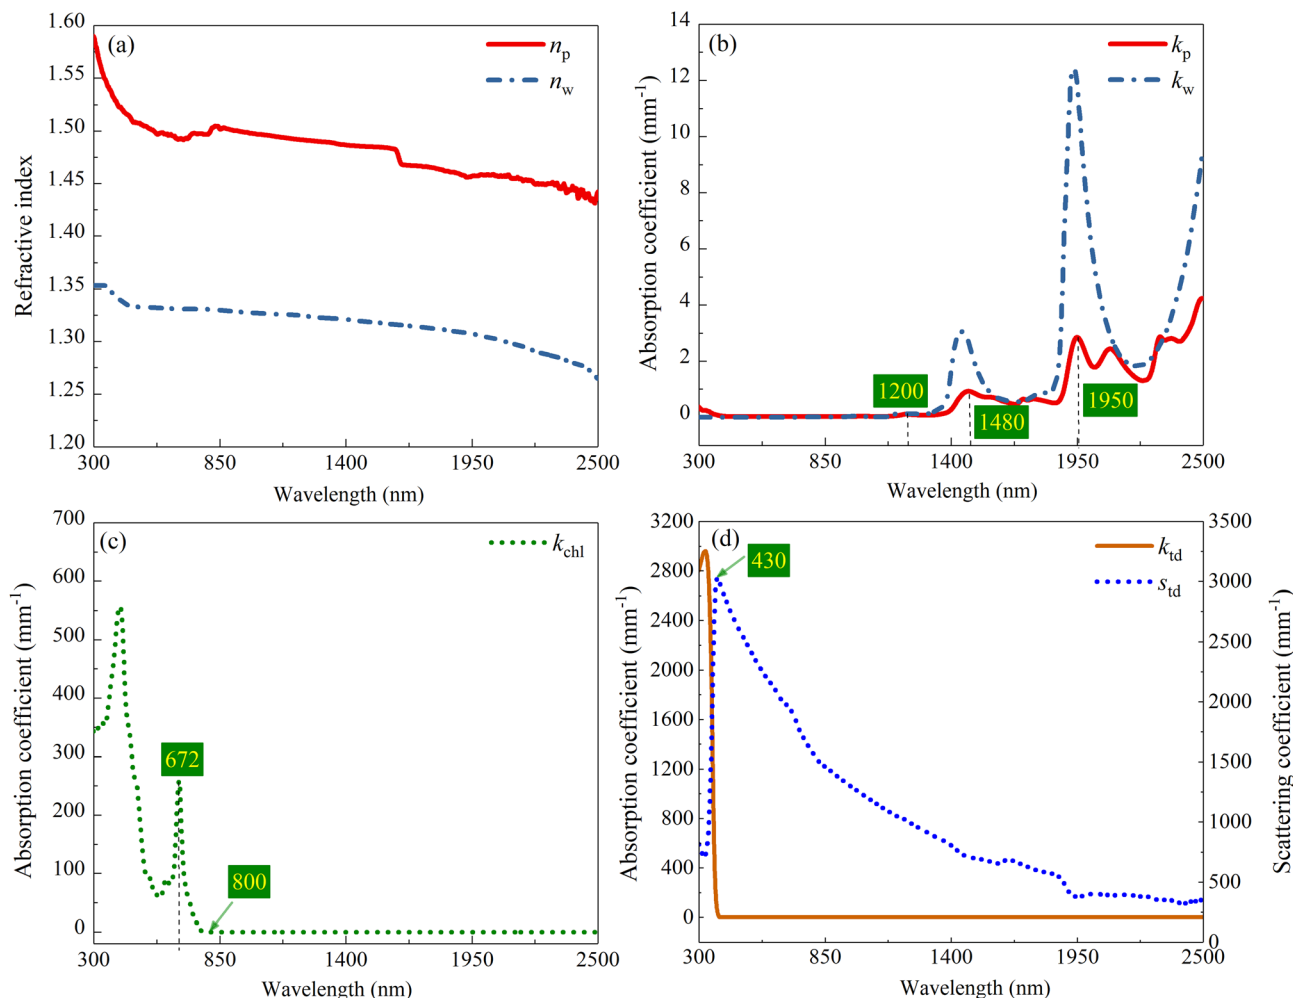 (a)
n_p
n_w
Refractive index
1.60
1.55
1.50
1.45
1.40
1.35
1.30
1.25
1.20
300 850 1400 1950 2500
Wavelength (nm)
(b)
k_p
k_w
Absorption coefficient (mm⁻¹)
14
12
10
8
6
4
2
0
1200
1480
1950
300 850 1400 1950 2500
Wavelength (nm)
(c)
k_chl
Absorption coefficient (mm⁻¹)
700
600
550
450
300
200
100
0
672
800
300 850 1400 1950 2500
Wavelength (nm)
(d)
430
k_td
s_td
Absorption coefficient (mm⁻¹)
3200
2800
2400
2000
1600
1200
800
400
0
3500
3000
2500
2000
1500
1000
500
0
Scattering coefficient (mm⁻¹)
300 850 1400 1950 2500
Wavelength (nm)